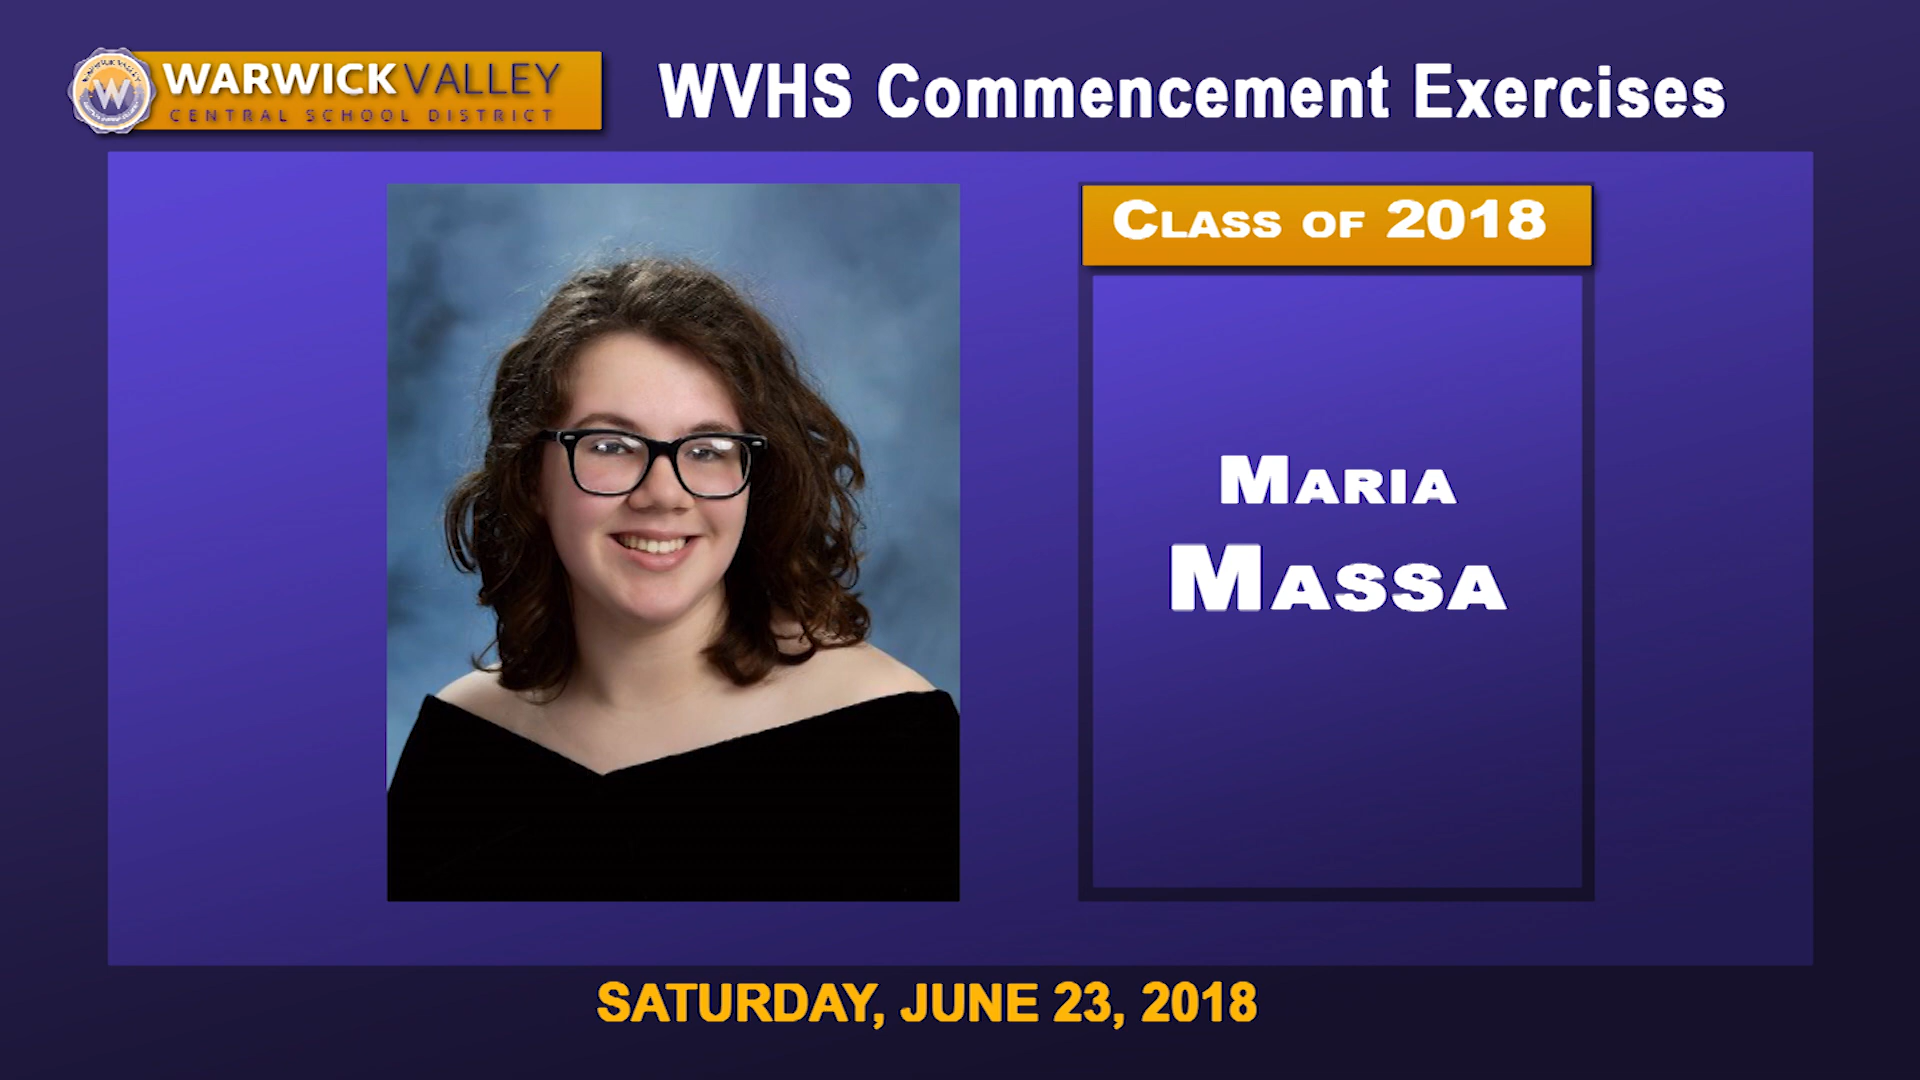 WARWICK VALLEY
CENTRAL SCHOOL DISTRICT
W
WVHS Commencement Exercises
CLASS OF 2018
MARIA
MASSA
SATURDAY, JUNE 23, 2018